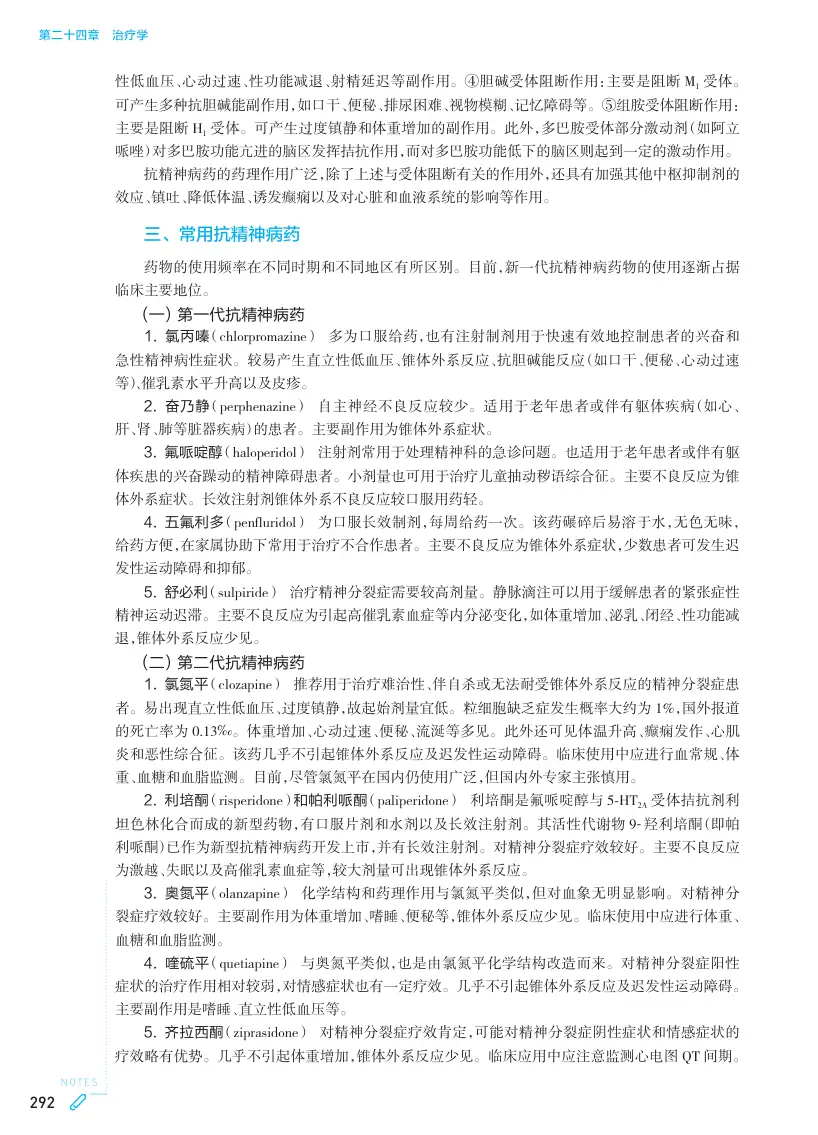 第二十四章 治疗学
性低血压、心动过速、性功能减退、射精延迟等副作用。④胆碱受体阻断作用：主要是阻断 M₁ 受体。
可产生多种抗胆碱能副作用，如口干、便秘、排尿困难、视物模糊、记忆障碍等。⑤组胺受体阻断作用：
主要是阻断 H₁ 受体。可产生过度镇静和体重增加的副作用。此外，多巴胺受体部分激动剂（如阿立
哌唑）对多巴胺功能亢进的脑区发挥拮抗作用，而对多巴胺功能低下的脑区则起到一定的激动作用。
抗精神病药的药理作用广泛，除了上述与受体阻断有关的作用外，还具有加强其他中枢抑制剂的
效应、镇吐、降低体温、诱发癫痫以及对心脏和血液系统的影响等作用。
三、常用抗精神病药
药物的使用频率在不同时期和不同地区有所区别。目前，新一代抗精神病药物的使用逐渐占据
临床主要地位。
（一）第一代抗精神病药
1. 氯丙嗪（chlorpromazine） 多为口服给药，也有注射制剂用于快速有效地控制患者的兴奋和
急性精神病性症状。较易产生直立性低血压、锥体外系反应、抗胆碱能反应（如口干、便秘、心动过速
等）、催乳素水平升高以及皮疹。
2. 奋乃静（perphenazine） 自主神经不良反应较少。适用于老年患者或伴有躯体疾病（如心、
肝、肾、肺等脏器疾病）的患者。主要副作用为锥体外系症状。
3. 氟哌啶醇（haloperidol） 注射剂常用于处理精神科的急诊问题。也适用于老年患者或伴有躯
体疾患的兴奋躁动的精神障碍患者。小剂量也可用于治疗儿童抽动秽语综合征。主要不良反应为锥
体外系症状。长效注射剂锥体外系不良反应较口服用药轻。
4. 五氟利多（penfluridol） 为口服长效制剂，每周给药一次。该药碾碎后易溶于水，无色无味，
给药方便，在家属协助下常用于治疗不合作患者。主要不良反应为锥体外系症状，少数患者可发生迟
发性运动障碍和抑郁。
5. 舒必利（sulpiride） 治疗精神分裂症需要较高剂量。静脉滴注可以用于缓解患者的紧张症性
精神运动迟滞。主要不良反应为引起高催乳素血症等内分泌变化，如体重增加、泌乳、闭经、性功能减
退，锥体外系反应少见。
（二）第二代抗精神病药
1. 氯氮平（clozapine） 推荐用于治疗难治性、伴自杀或无法耐受锥体外系反应的精神分裂症患
者。易出现直立性低血压、过度镇静，故起始剂量宜低。粒细胞缺乏症发生概率大约为 1%，国外报道
的死亡率为 0.13‰。体重增加、心动过速、便秘、流涎等多见。此外还可见体温升高、癫痫发作、心肌
炎和恶性综合征。该药几乎不引起锥体外系反应及迟发性运动障碍。临床使用中应进行血常规、体
重、血糖和血脂监测。目前，尽管氯氮平在国内仍使用广泛，但国内外专家主张慎用。
2. 利培酮（risperidone）和帕利哌酮（paliperidone） 利培酮是氟哌啶醇与 5-HT₂A 受体拮抗剂利
坦色林化合而成的新型药物，有口服片剂和水剂以及长效注射剂。其活性代谢物 9-羟利培酮（即帕
利哌酮）已作为新型抗精神病药开发上市，并有长效注射剂。对精神分裂症疗效较好。主要不良反应
为激越、失眠以及高催乳素血症等，较大剂量可出现锥体外系反应。
3. 奥氮平（olanzapine） 化学结构和药理作用与氯氮平类似，但对血象无明显影响。对精神分
裂症疗效较好。主要副作用为体重增加、嗜睡、便秘等，锥体外系反应少见。临床使用中应进行体重、
血糖和血脂监测。
4. 喹硫平（quetiapine） 与奥氮平类似，也是由氯氮平化学结构改造而来。对精神分裂症阳性
症状的治疗作用相对较弱，对情感症状也有一定疗效。几乎不引起锥体外系反应及迟发性运动障碍。
主要副作用是嗜睡、直立性低血压等。
5. 齐拉西酮（ziprasidone） 对精神分裂症疗效肯定，可能对精神分裂症阴性症状和情感症状的
疗效略有优势。几乎不引起体重增加，锥体外系反应少见。临床应用中应注意监测心电图 QT 间期。
NOTES
292